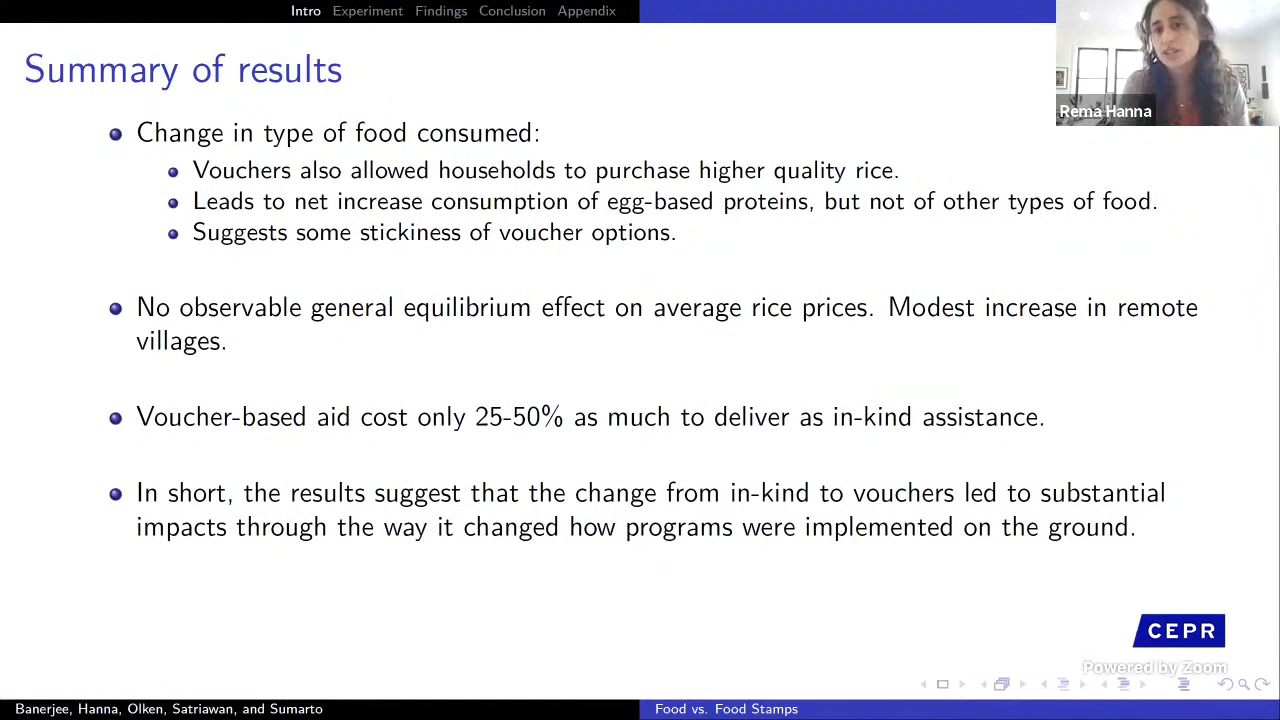 Intro Experiment Findings Conclusion Appendix
Summary of results
Rema Hanna
Change in type of food consumed:
Vouchers also allowed households to purchase higher quality rice.
Leads to net increase consumption of egg-based proteins, but not of other types of food.
Suggests some stickiness of voucher options.
No observable general equilibrium effect on average rice prices. Modest increase in remote
villages.
Voucher-based aid cost only 25-50% as much to deliver as in-kind assistance.
In short, the results suggest that the change from in-kind to vouchers led to substantial
impacts through the way it changed how programs were implemented on the ground.
CEPR
Powered by Zoom
Banerjee, Hanna, Olken, Satriawan, and Sumarto
Food vs. Food Stamps